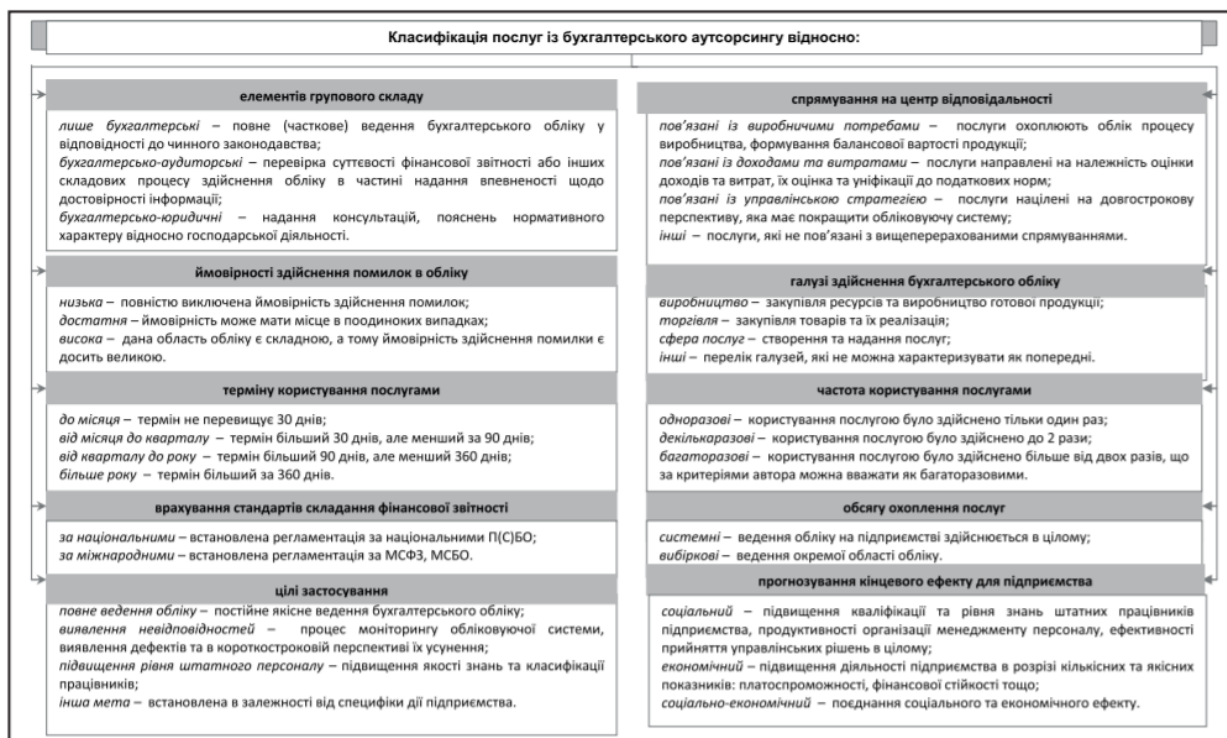 Класифікація послуг із бухгалтерського аутсорсингу відносно:
елементів групового складу
лише бухгалтерські – повне (часткове) ведення бухгалтерського обліку у
відповідності до чинного законодавства;
бухгалтерсько-аудиторські – перевірка суттєвості фінансової звітності або інших
складових процесу здійснення обліку в частині надання впевненості щодо
достовірності інформації;
бухгалтерсько-юридичні – надання консультацій, пояснень нормативного
характеру відносно господарської діяльності.
ймовірності здійснення помилок в обліку
низька – повністю виключена ймовірність здійснення помилок;
достатня – ймовірність може мати місце в поодиноких випадках;
висока – дана область обліку є складною, а тому ймовірність здійснення помилки є
досить великою.
терміну користування послугами
до місяця – термін не перевищує 30 днів;
від місяця до кварталу – термін більший 30 днів, але менший за 90 днів;
від кварталу до року – термін більший 90 днів, але менший 360 днів;
більше року – термін більший за 360 днів.
врахування стандартів складання фінансової звітності
за національними – встановлена регламентація за національними П(С)БО;
за міжнародними – встановлена регламентація за МСФЗ, МСБО.
цілі застосування
повне ведення обліку – постійне якісне ведення бухгалтерського обліку;
виявлення невідповідностей – процес моніторингу обліковуючої системи,
виявлення дефектів та в короткостроковій перспективі їх усунення;
підвищення рівня штатного персоналу – підвищення якості знань та класифікації
працівників;
інша мета – встановлена в залежності від специфіки дії підприємства.
спрямування на центр відповідальності
пов’язані із виробничими потребами – послуги охоплюють облік процесу
виробництва, формування балансової вартості продукції;
пов’язані із доходами та витратами – послуги направлені на належність оцінки
доходів та витрат, їх оцінка та уніфікації до податкових норм;
пов’язані із управлінською стратегією – послуги націлені на довгострокову
перспективу, яка має покращити обліковуючу систему;
інші – послуги, які не пов’язані з вищеперерахованими спрямуваннями.
галузі здійснення бухгалтерського обліку
виробництво – закупівля ресурсів та виробництво готової продукції;
торгівля – закупівля товарів та їх реалізація;
сфера послуг – створення та надання послуг;
інші – перелік галузей, які не можна характеризувати як попередні.
частота користування послугами
одноразові – користування послугою було здійснено тільки один раз;
декількаразові – користування послугою було здійснено до 2 рази;
багаторазові – користування послугою було здійснено більше від двох разів, що
за критеріями автора можна вважати як багаторазовими.
обсягу охоплення послуг
системні – ведення обліку на підприємстві здійснюється в цілому;
вибіркові – ведення окремої області обліку.
прогнозування кінцевого ефекту для підприємства
соціальний – підвищення кваліфікації та рівня знань штатних працівників
підприємства, продуктивності організації менеджменту персоналу, ефективності
прийняття управлінських рішень в цілому;
економічний – підвищення діяльності підприємства в розрізі кількісних та якісних
показників: платоспроможності, фінансової стійкості тощо;
соціально-економічний – поєднання соціального та економічного ефекту.